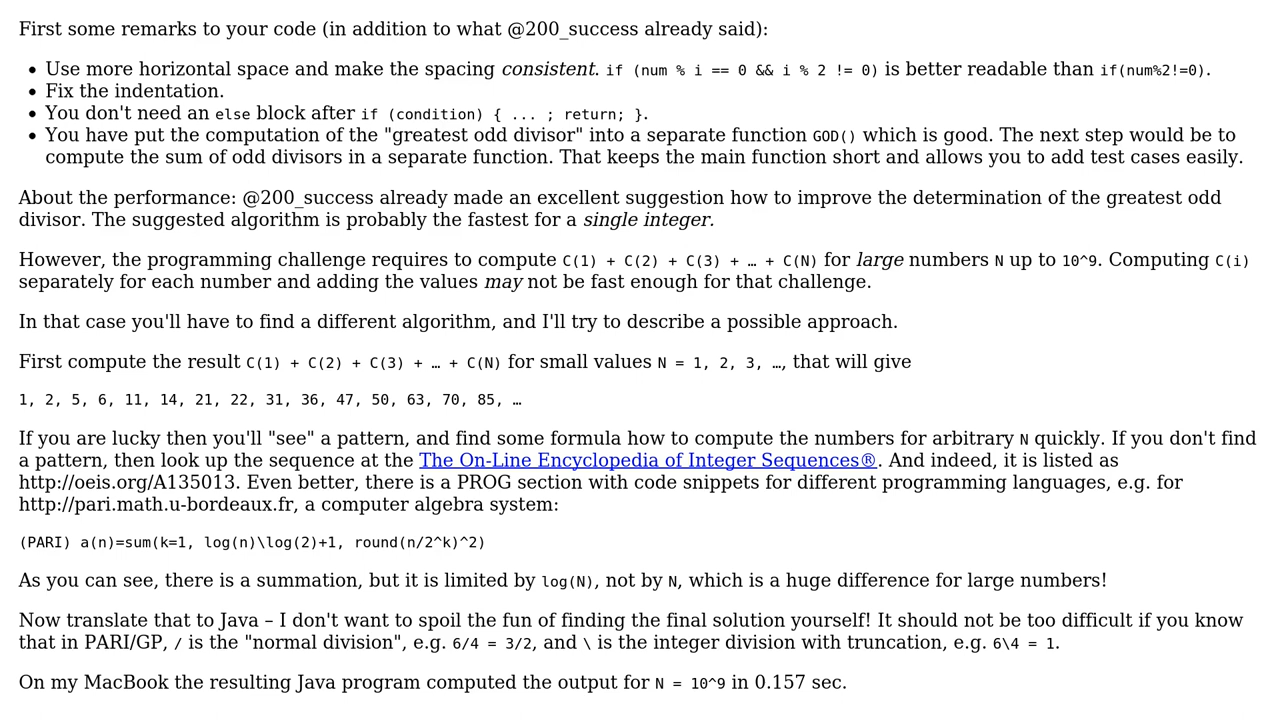 First some remarks to your code (in addition to what @200_success already said):
• Use more horizontal space and make the spacing consistent. if (num % i == 0 && i % 2 != 0) is better readable than if(num%2!=0).
• Fix the indentation.
• You don't need an else block after if (condition) { ... ; return; }.
• You have put the computation of the "greatest odd divisor" into a separate function GOD() which is good. The next step would be to
compute the sum of odd divisors in a separate function. That keeps the main function short and allows you to add test cases easily.
About the performance: @200_success already made an excellent suggestion how to improve the determination of the greatest odd
divisor. The suggested algorithm is probably the fastest for a single integer.
However, the programming challenge requires to compute C(1) + C(2) + C(3) + … + C(N) for large numbers N up to 10^9. Computing C(i)
separately for each number and adding the values may not be fast enough for that challenge.
In that case you'll have to find a different algorithm, and I'll try to describe a possible approach.
First compute the result C(1) + C(2) + C(3) + … + C(N) for small values N = 1, 2, 3, …, that will give
1, 2, 5, 6, 11, 14, 21, 22, 31, 36, 47, 50, 63, 70, 85, …
If you are lucky then you'll "see" a pattern, and find some formula how to compute the numbers for arbitrary N quickly. If you don't find
a pattern, then look up the sequence at the The On-Line Encyclopedia of Integer Sequences®. And indeed, it is listed as
http://oeis.org/A135013. Even better, there is a PROG section with code snippets for different programming languages, e.g. for
http://pari.math.u-bordeaux.fr, a computer algebra system:
(PARI) a(n)=sum(k=1, log(n)\log(2)+1, round(n/2^k)^2)
As you can see, there is a summation, but it is limited by log(N), not by N, which is a huge difference for large numbers!
Now translate that to Java – I don't want to spoil the fun of finding the final solution yourself! It should not be too difficult if you know
that in PARI/GP, / is the "normal division", e.g. 6/4 = 3/2, and \ is the integer division with truncation, e.g. 6\4 = 1.
On my MacBook the resulting Java program computed the output for N = 10^9 in 0.157 sec.